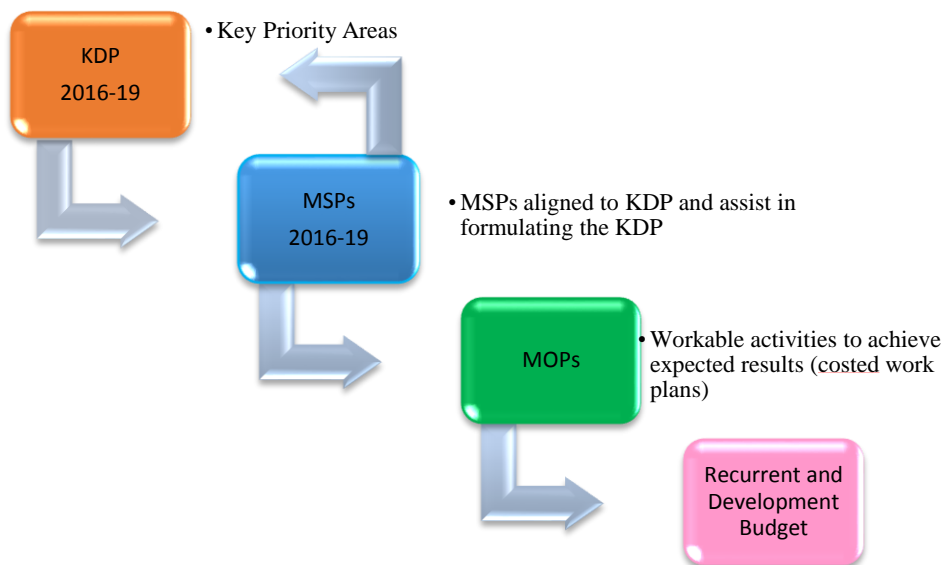 • Key Priority Areas
KDP
2016-19
MSPs
2016-19
• MSPs aligned to KDP and assist in
formulating the KDP
MOPs
• Workable activities to achieve
expected results (costed work
plans)
Recurrent and
Development
Budget